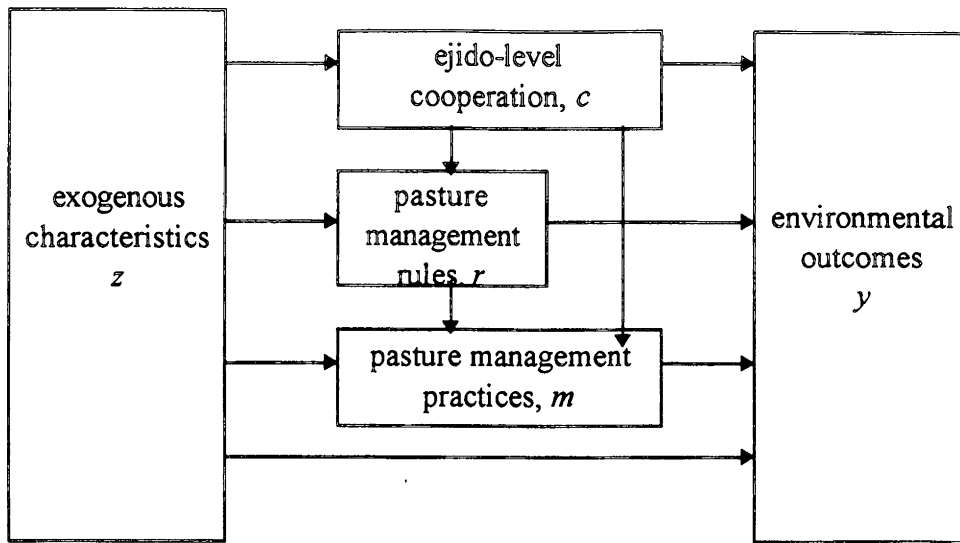 exogenous
characteristics
z
ejido-level
cooperation, c
pasture
management
rules, r
pasture management
practices, m
environmental
outcomes
y